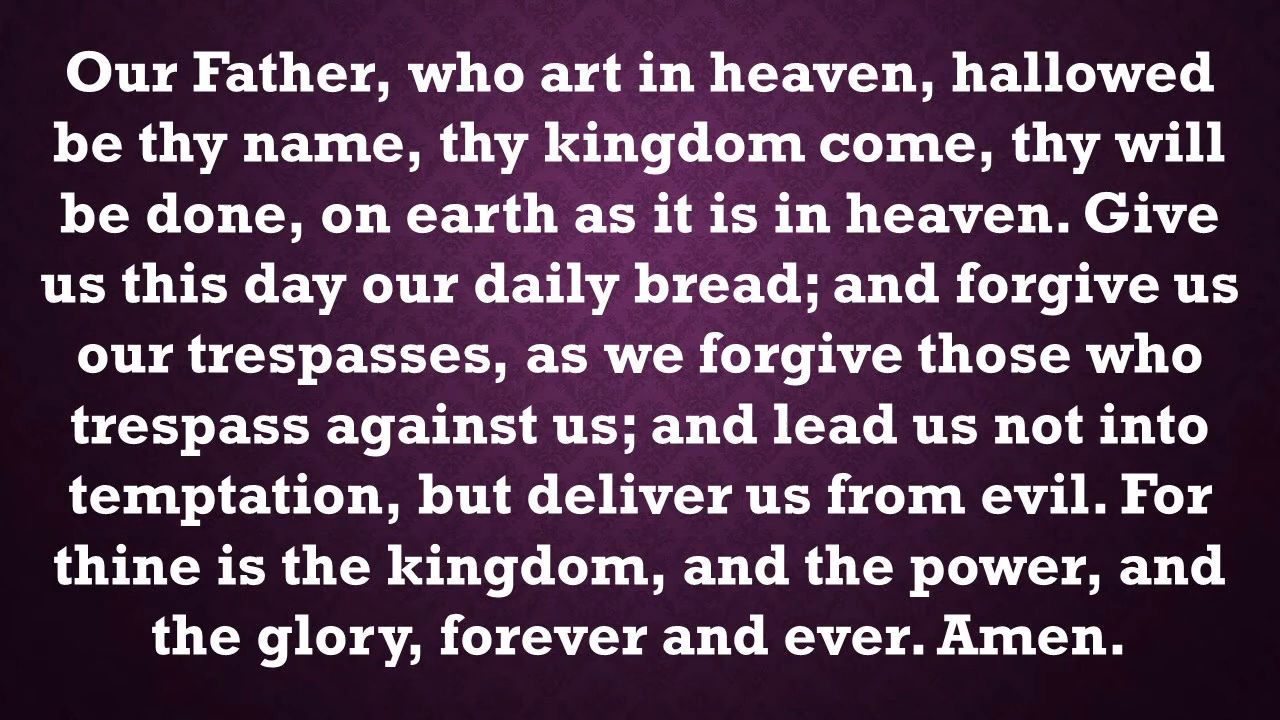 Our Father, who art in heaven, hallowed
be thy name, thy kingdom come, thy will
be done, on earth as it is in heaven. Give
us this day our daily bread; and forgive us
our trespasses, as we forgive those who
trespass against us; and lead us not into
temptation, but deliver us from evil. For
thine is the kingdom, and the power, and
the glory, forever and ever. Amen.